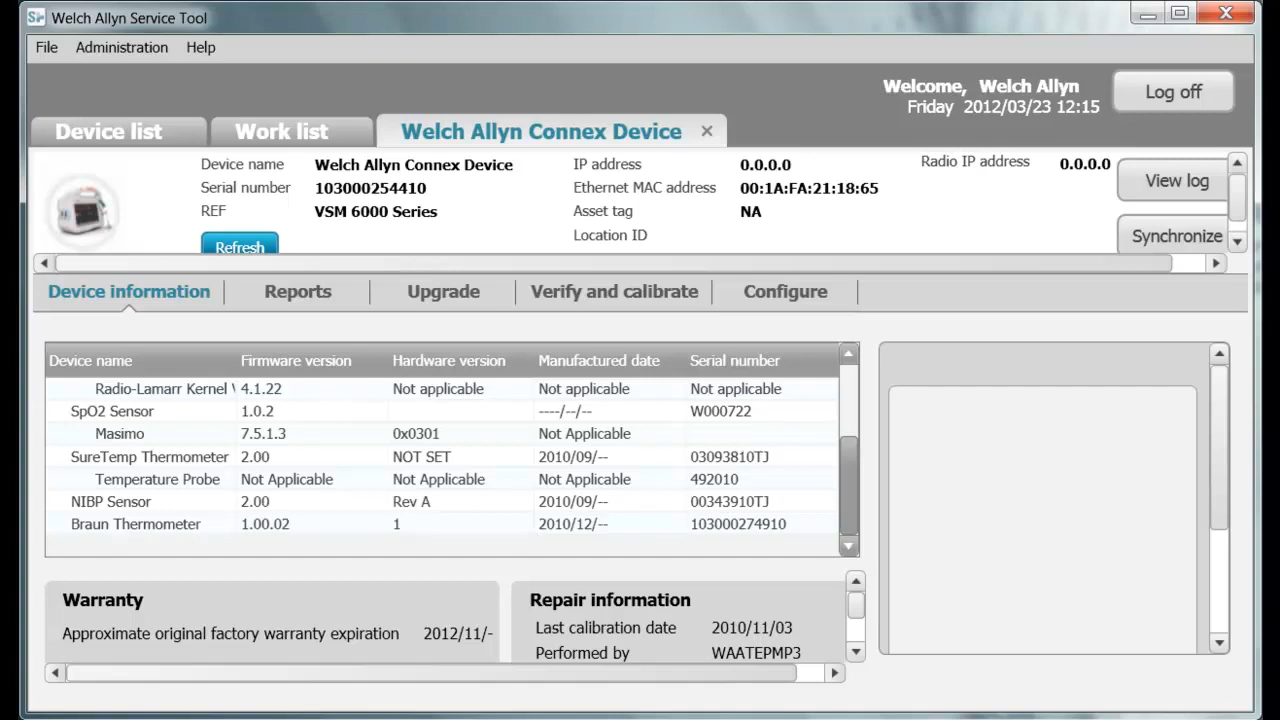 Welch Allyn Service Tool
File Administration Help
Welcome, Welch Allyn
Friday 2012/03/23 12:15
Log off
Device list Work list Welch Allyn Connex Device ×
Device name Welch Allyn Connex Device IP address 0.0.0.0 Radio IP address 0.0.0.0
Serial number 103000254410 Ethernet MAC address 00:1A:FA:21:18:65 View log
REF VSM 6000 Series Asset tag NA
Refresh Location ID Synchronize
Device information Reports Upgrade Verify and calibrate Configure
Device name Firmware version Hardware version Manufactured date Serial number
Radio-Lamarr Kernel 4.1.22 Not applicable Not applicable Not applicable
SpO2 Sensor 1.0.2 ----/--/-- W000722
Masimo 7.5.1.3 0x0301 Not Applicable
SureTemp Thermometer 2.00 NOT SET 2010/09/-- 03093810TJ
Temperature Probe Not Applicable Not Applicable Not Applicable 492010
NIBP Sensor 2.00 Rev A 2010/09/-- 00343910TJ
Braun Thermometer 1.00.02 1 2010/12/-- 103000274910
Warranty
Approximate original factory warranty expiration 2012/11/-
Repair information
Last calibration date 2010/11/03
Performed by WAATEPMP3